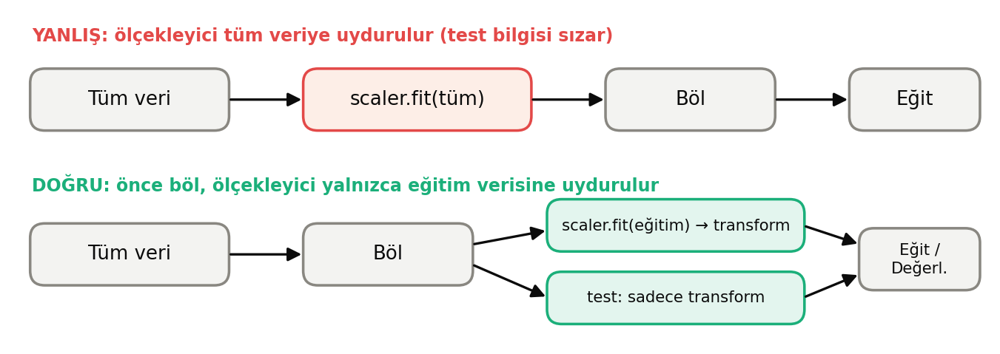 YANLIŞ: ölçekleyici tüm veriye uydurulur (test bilgisi sızar)
Tüm veri
scaler.fit(tüm)
Böl
Eğit
DOĞRU: önce böl, ölçekleyici yalnızca eğitim verisine uydurulur
Tüm veri
Böl
scaler.fit(eğitim) → transform
test: sadece transform
Eğit /
Değerl.